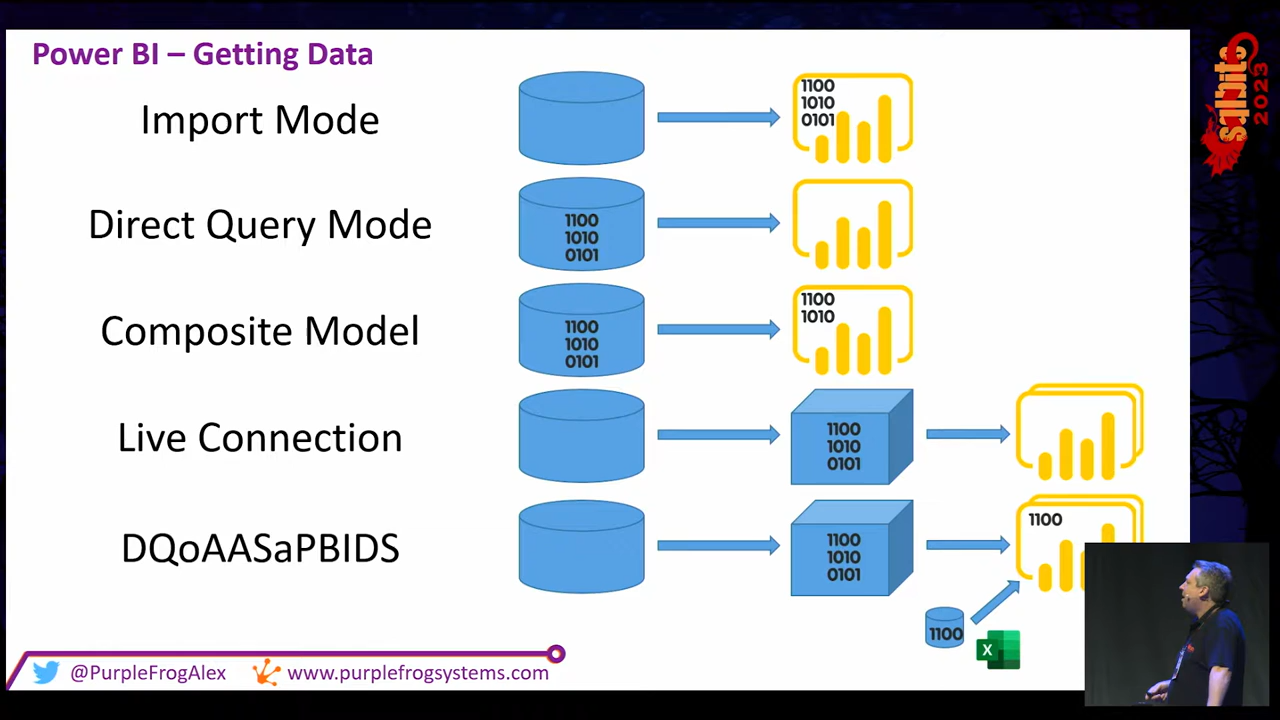 Power BI – Getting Data
sqlbits
2023
Import Mode
1100
1010
0101
Direct Query Mode
1100
1010
0101
Composite Model
1100
1010
0101
1100
1010
Live Connection
1100
1010
0101
DQoAASaPBIDS
1100
1010
0101
1100
1100
X
@PurpleFrogAlex
www.purplefrogsystems.com